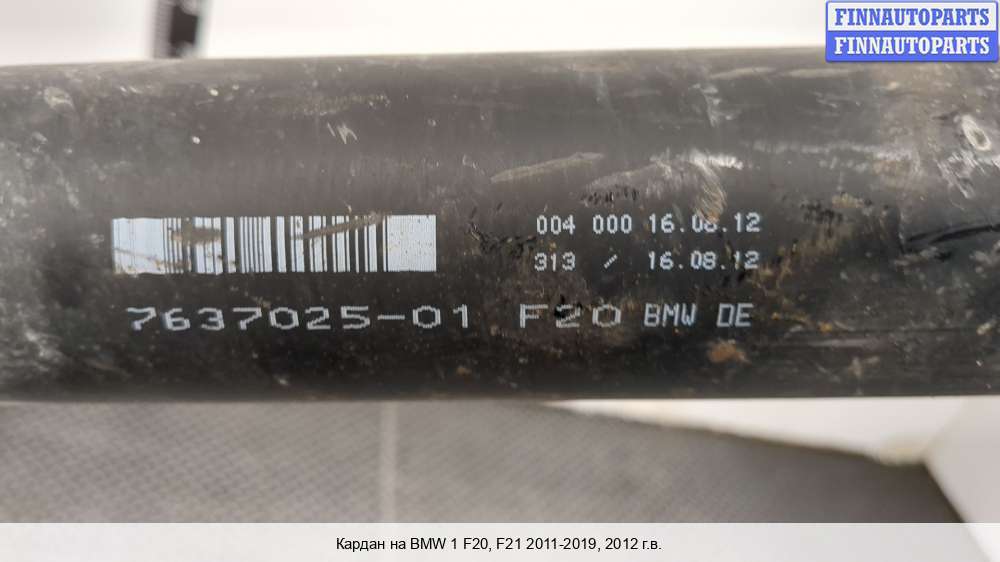 FINNAUTOPARTS
FINNAUTOPARTS
004 000 16.08.12
313 / 16.08.12
7637025-01 F20 BMW DE
Кардан на BMW 1 F20, F21 2011-2019, 2012 г.в.